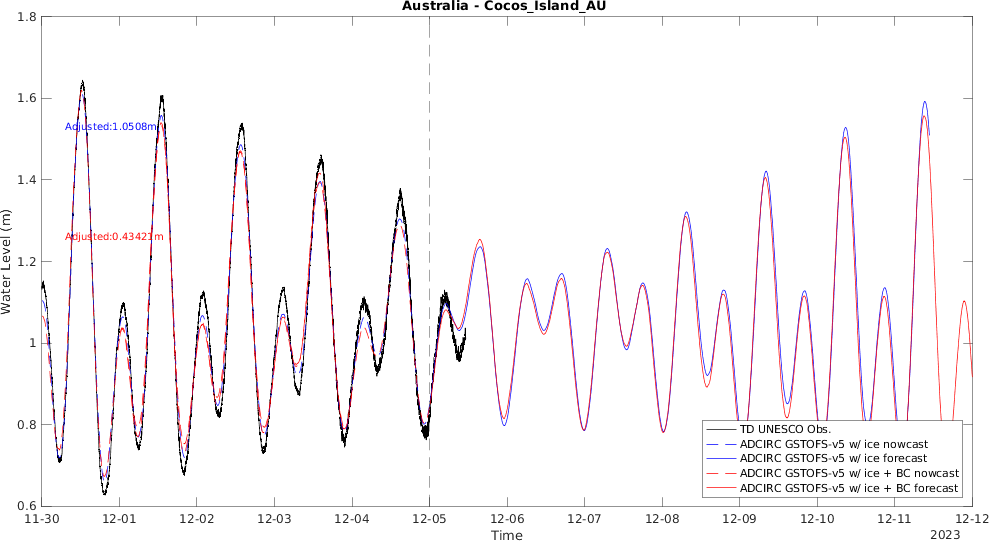 Australia - Cocos_Island_AU
1.8
1.6
1.4
1.2
1
0.8
0.6
Water Level (m)
Adjusted:1.0508m
Adjusted:0.43421m
TD UNESCO Obs.
ADCIRC GSTOFS-v5 w/ ice nowcast
ADCIRC GSTOFS-v5 w/ ice forecast
ADCIRC GSTOFS-v5 w/ ice + BC nowcast
ADCIRC GSTOFS-v5 w/ ice + BC forecast
11-30 12-01 12-02 12-03 12-04 12-05 12-06 12-07 12-08 12-09 12-10 12-11 12-12
Time
2023